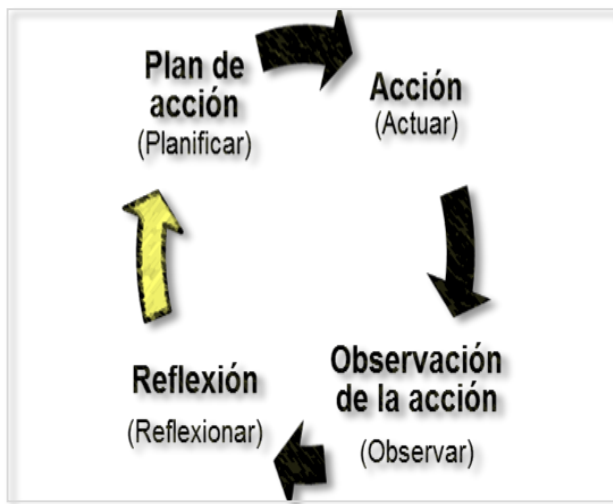 Plan de
acción
(Planificar)
Acción
(Actuar)
Observación
de la acción
(Observar)
Reflexión
(Reflexionar)